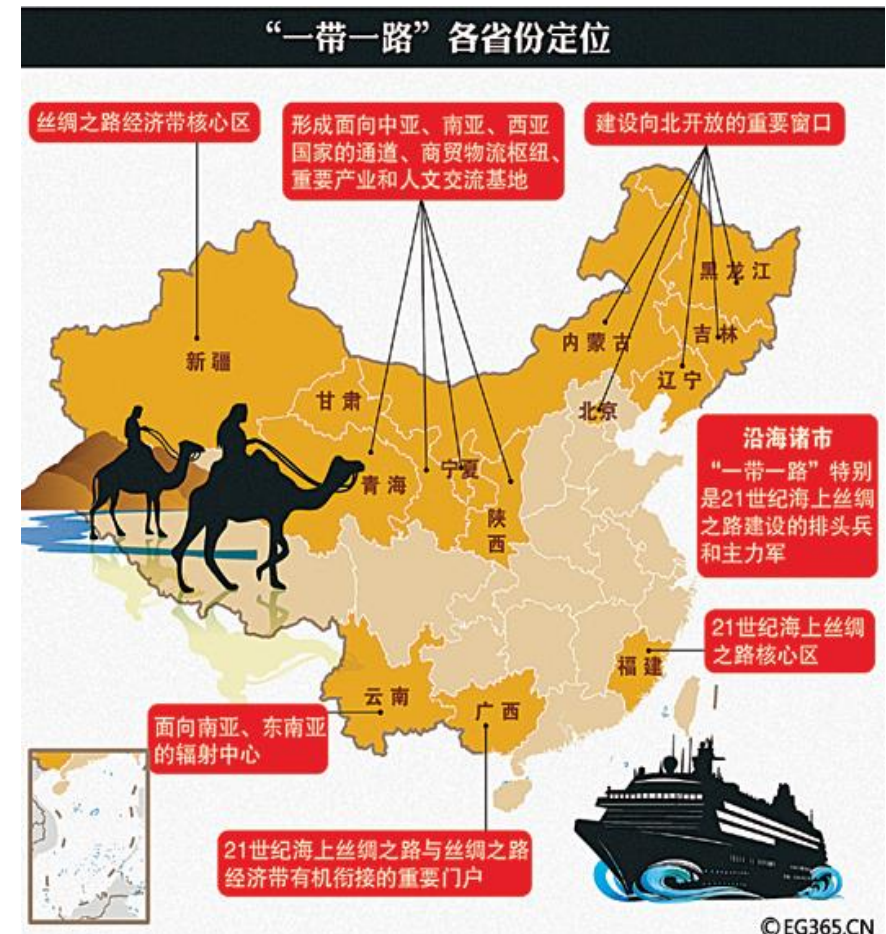 “一带一路”各省份定位
丝绸之路经济带核心区
形成面向中亚、南亚、西亚
国家的通道、商贸物流枢纽、
重要产业和人文交流基地
建设向北开放的重要窗口
黑龙江
吉林
内蒙古
辽宁
新疆
甘肃
北京
青海
宁夏
陕西
沿海诸市
“一带一路”特别
是21世纪海上丝绸
之路建设的排头兵
和主力军
21世纪海上丝绸
之路核心区
福建
云南
广西
面向南亚、东南亚
的辐射中心
21世纪海上丝绸之路与丝绸之路
经济带有机衔接的重要门户
©EG365.CN